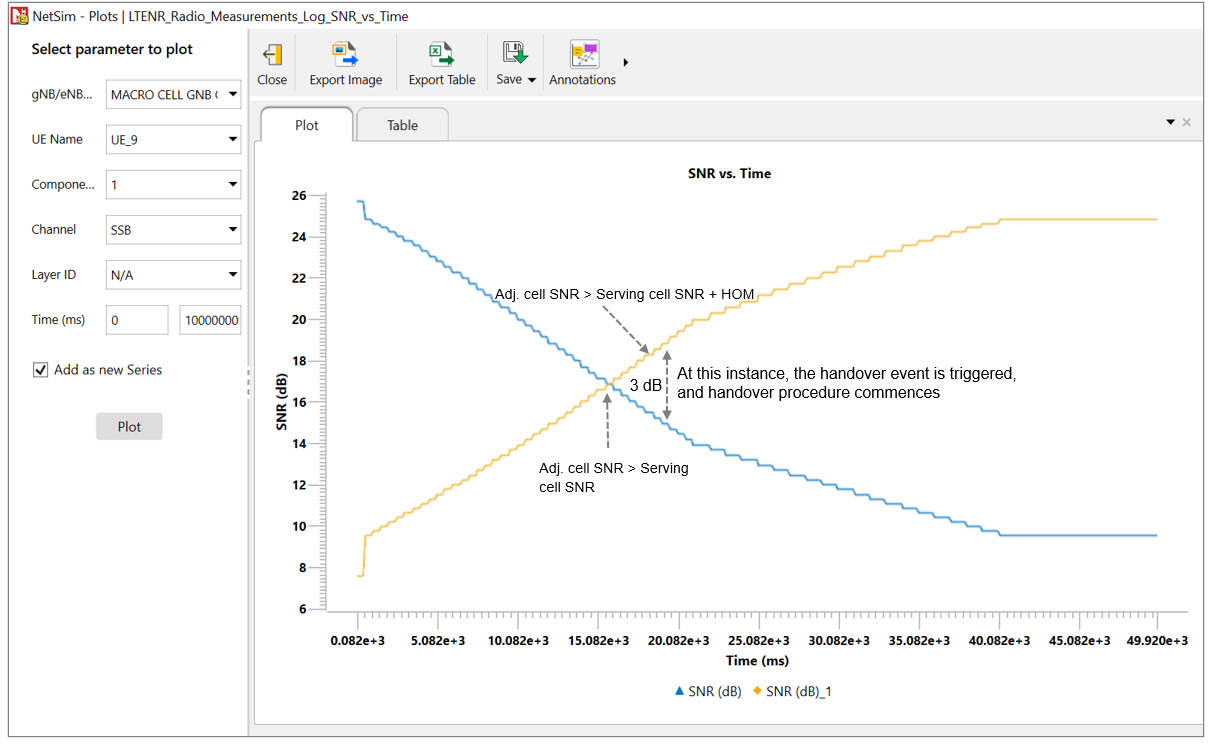 NetSim - Plots | LTENR_Radio_Measurements_Log_SNR_vs_Time
Select parameter to plot
gNB/eNB... MACRO CELL GNB (
UE Name UE_9
Compone... 1
Channel SSB
Layer ID N/A
Time (ms) 0 10000000
Add as new Series
Plot
Close Export Image Export Table Save Annotations
Plot Table
SNR vs. Time
SNR (dB)
26
24
22
20
18
16
14
12
10
8
6
Adj. cell SNR > Serving cell SNR + HOM
3 dB
At this instance, the handover event is triggered,
and handover procedure commences
Adj. cell SNR > Serving
cell SNR
0.082e+3 5.082e+3 10.082e+3 15.082e+3 20.082e+3 25.082e+3 30.082e+3 35.082e+3 40.082e+3 45.082e+3 49.920e+3
Time (ms)
SNR (dB) SNR (dB)_1